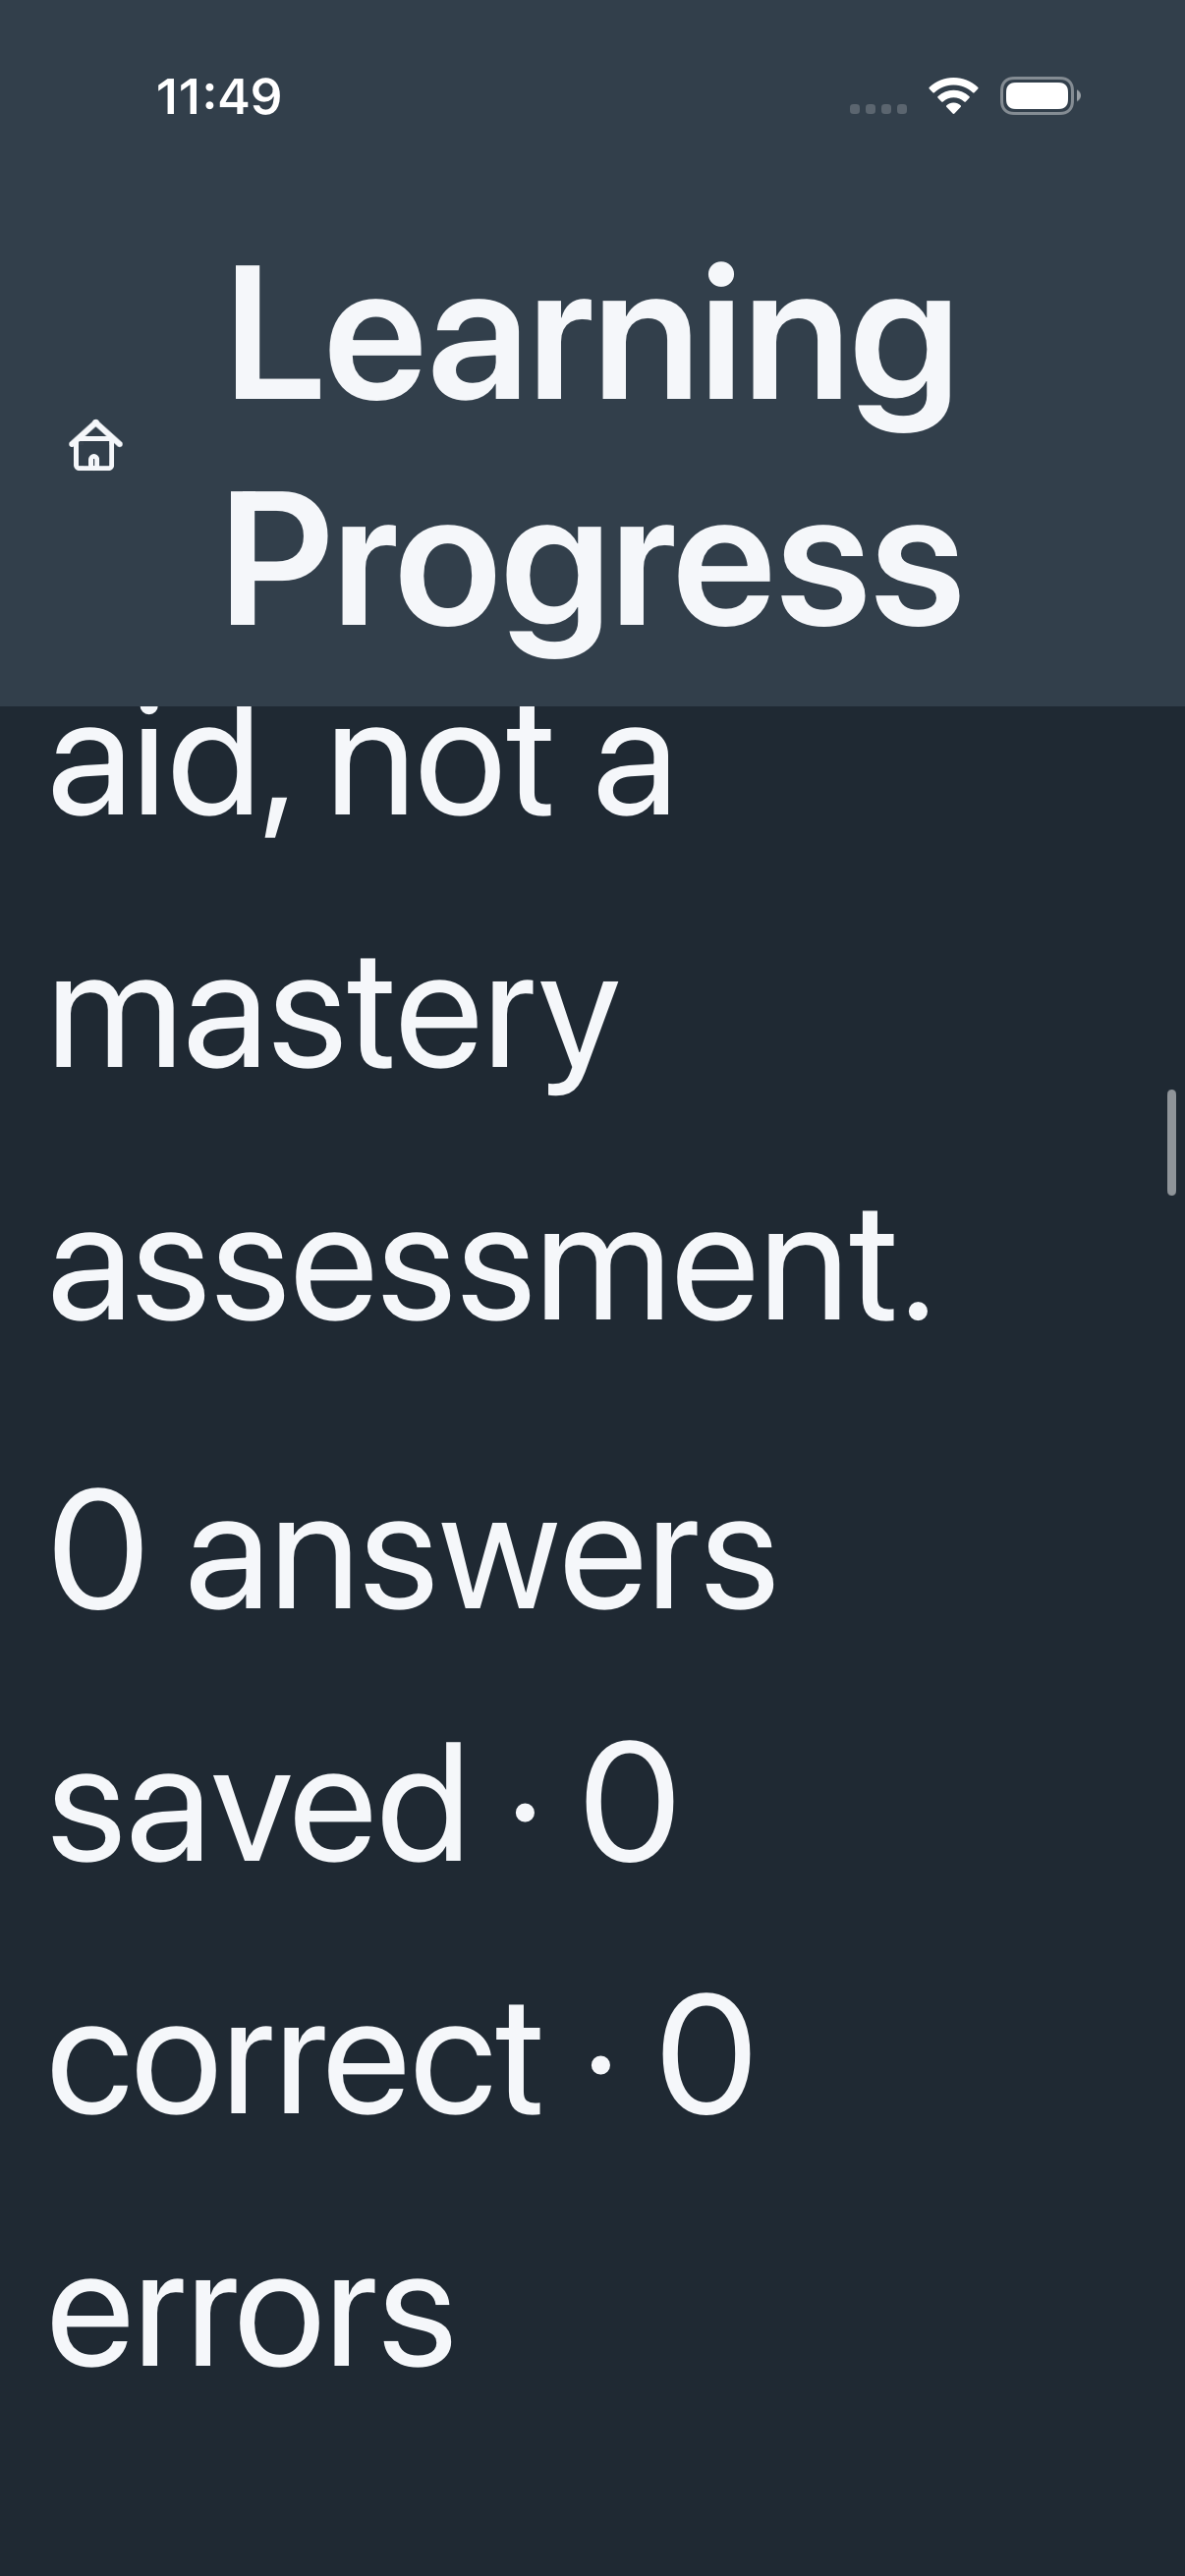 11:49
Learning
Progress
aid, not a
mastery
assessment.
0 answers
saved · 0
correct · 0
errors